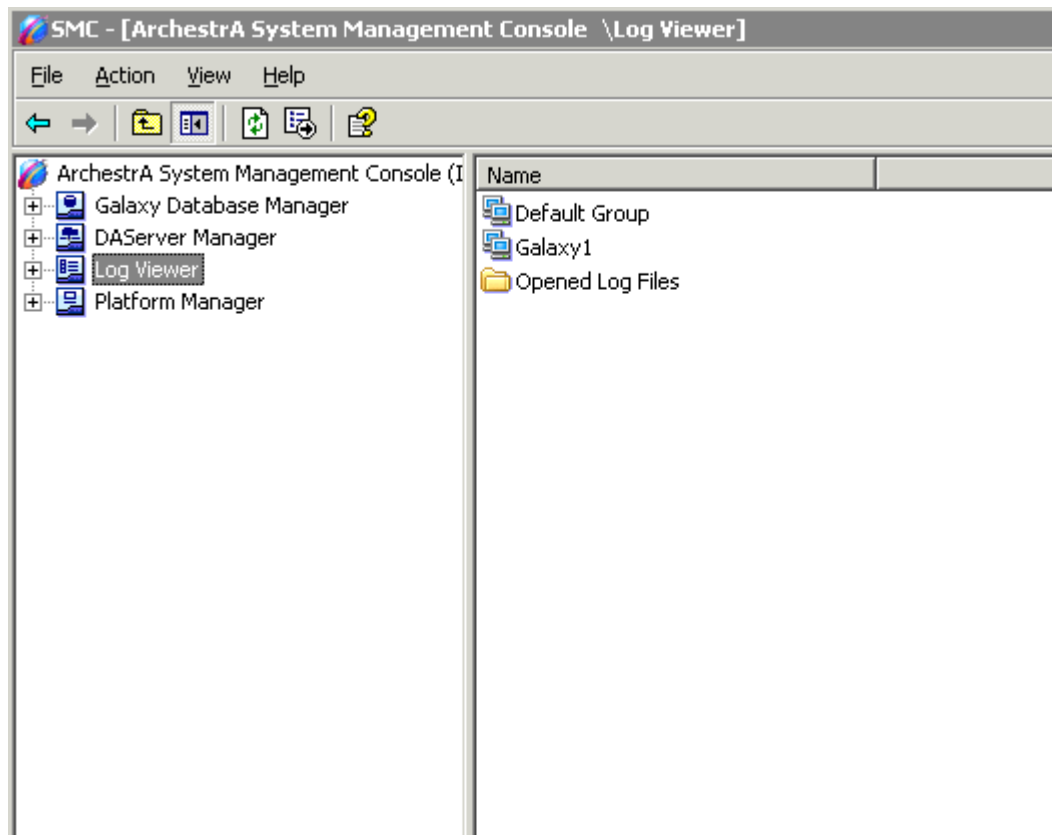 SMC - [ArchestrA System Management Console \Log Viewer]
File Action View Help
ArchestrA System Management Console (I
Galaxy Database Manager
DAServer Manager
Log Viewer
Platform Manager
Name
Default Group
Galaxy1
Opened Log Files